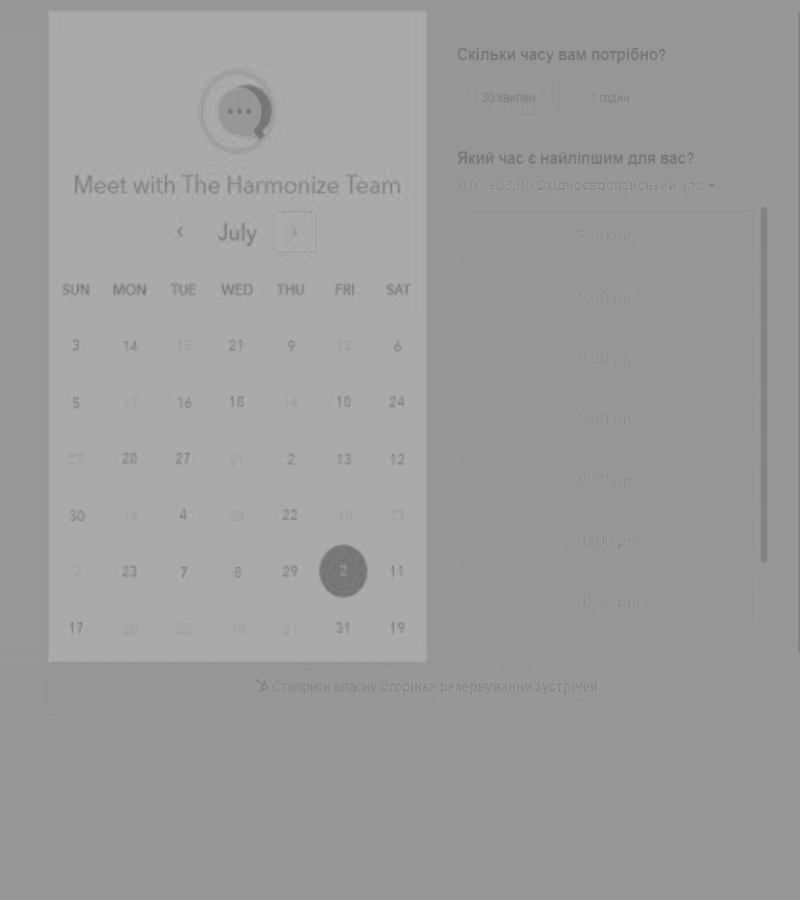 Meet with The Harmonize Team
July
SUN MON TUE WED THU FRI SAT
3 14 15 21 9 12 6
5 17 16 18 14 10 24
27 20 27 21 2 13 12
30 16 4 28 22 10 13
2 23 7 8 29 2 11
17 20 22 10 21 31 19
Скільки часу вам потрібно?
30 хвилин 1 годин
Який час є найліпшим для вас?
UTC +03:00 Східноєвропейський час
7:30 pm
8:00 pm
8:30 pm
9:00 pm
9:30 pm
10:00 pm
10:30 pm
Створити власну сторінка резервування зустрічей